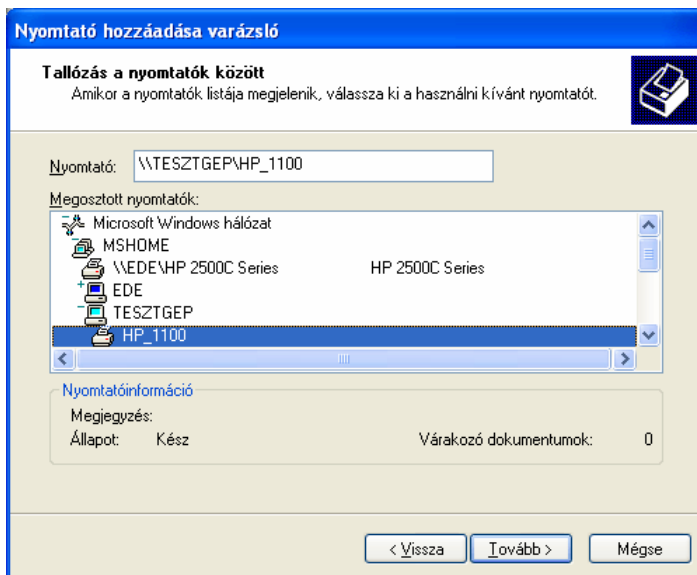 Nyomtató hozzáadása varázsló
Tallózás a nyomtatók között
Amikor a nyomtatók listája megjelenik, válassza ki a használni kívánt nyomtatót.
Nyomtató: \\TESZTGEP\HP_1100
Megosztott nyomtatók:
Microsoft Windows hálózat
MSHOME
\\EDE\HP 2500C Series HP 2500C Series
EDE
TESZTGEP
HP_1100
Nyomtatóinformáció
Megjegyzés:
Állapot: Kész Várakozó dokumentumok: 0
< Vissza Tovább > Mégse